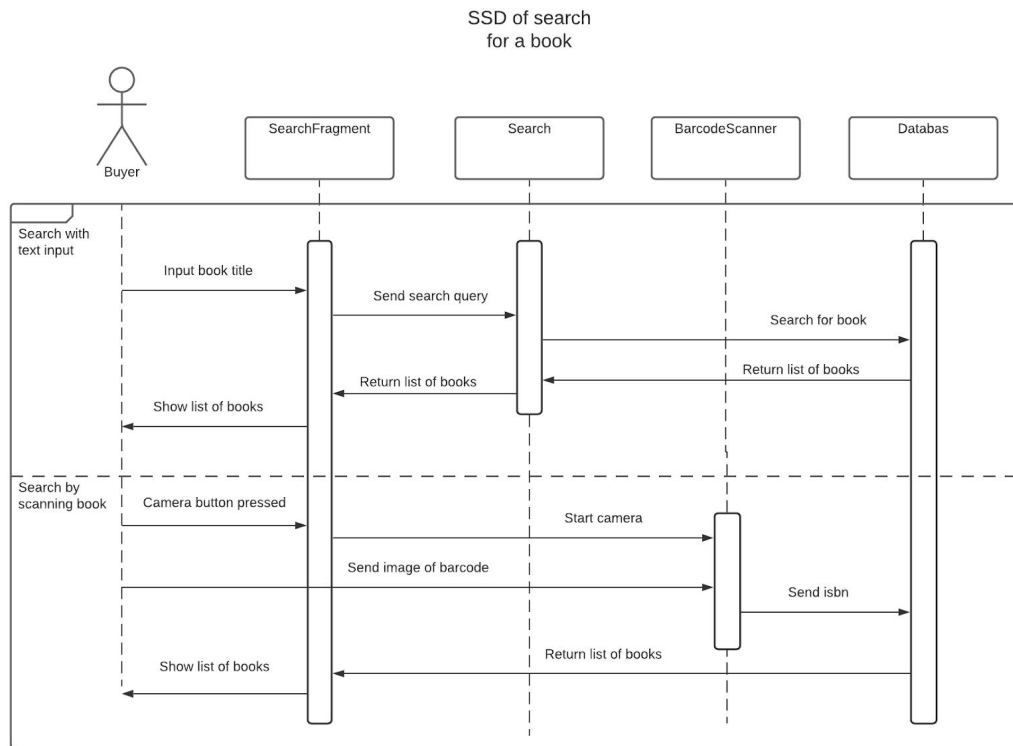 SSD of search
for a book
Buyer
SearchFragment
Search
BarcodeScanner
Databas
Search with
text input
Input book title
Send search query
Search for book
Return list of books
Return list of books
Show list of books
Search by
scanning book
Camera button pressed
Start camera
Send image of barcode
Send isbn
Return list of books
Show list of books